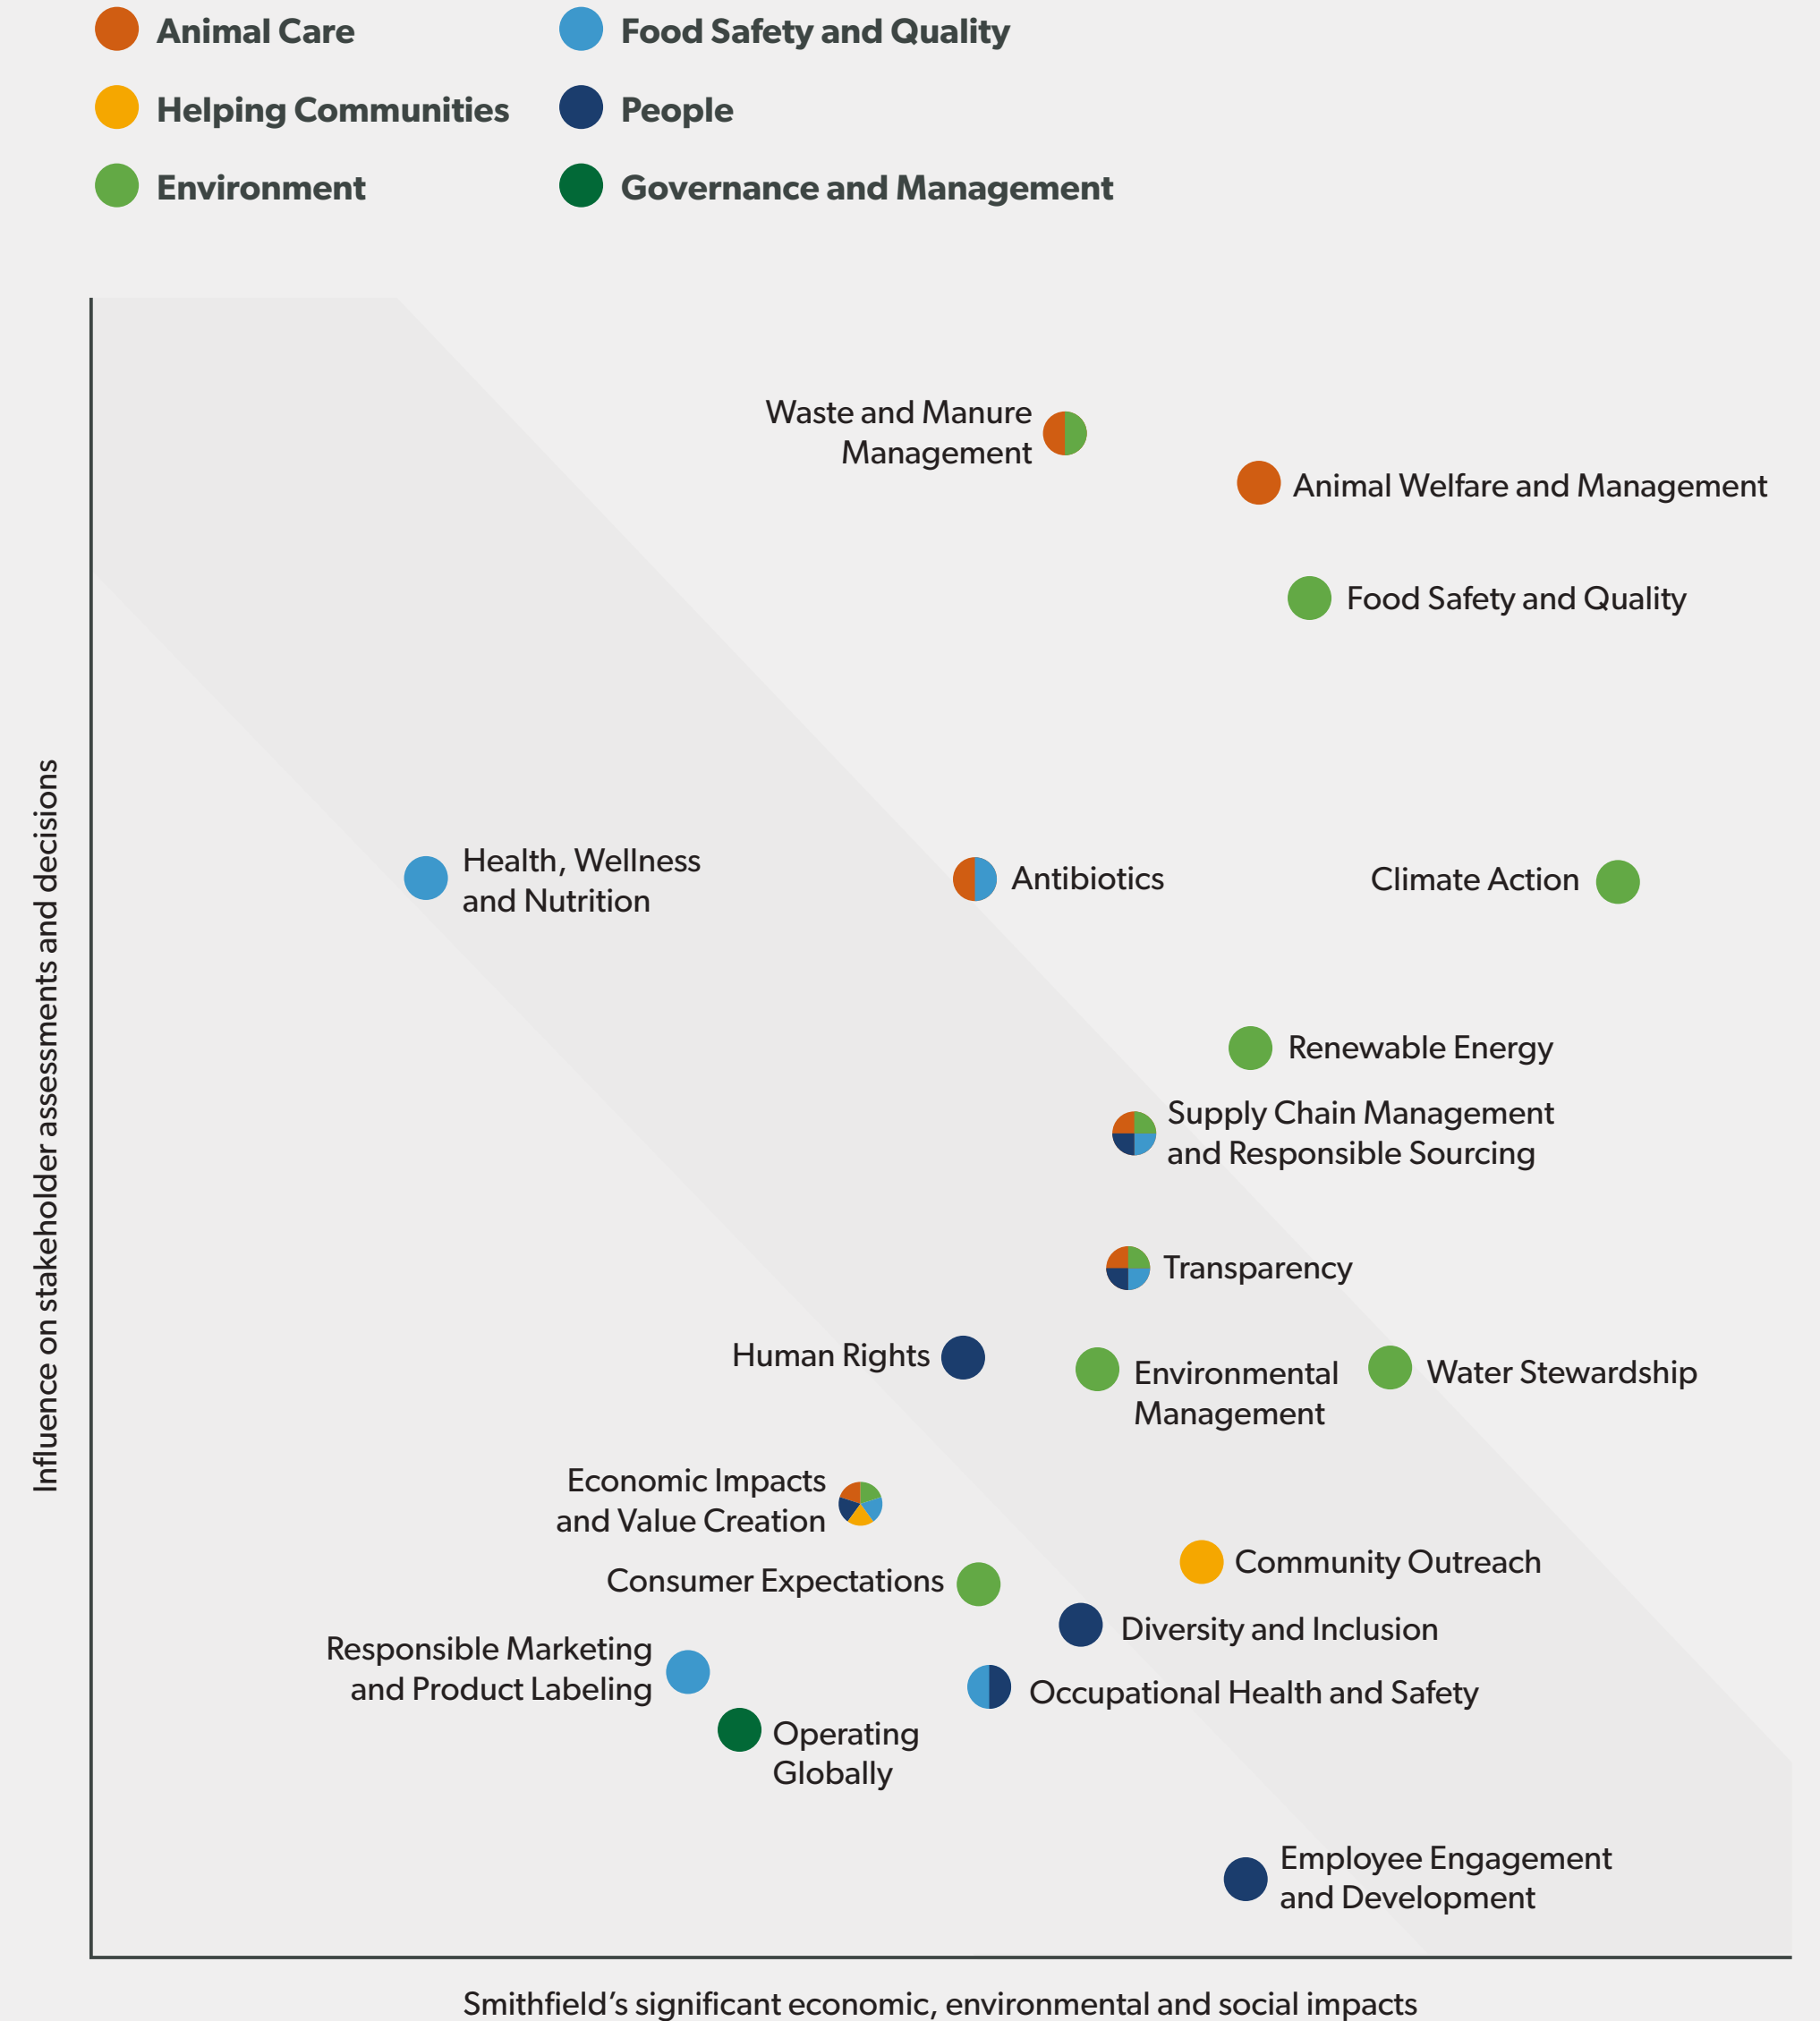 Animal Care
Food Safety and Quality
Helping Communities
People
Environment
Governance and Management
Influence on stakeholder assessments and decisions
Waste and Manure
Management
Animal Welfare and Management
Food Safety and Quality
Health, Wellness
and Nutrition
Antibiotics
Climate Action
Renewable Energy
Supply Chain Management
and Responsible Sourcing
Transparency
Human Rights
Environmental
Management
Water Stewardship
Economic Impacts
and Value Creation
Community Outreach
Consumer Expectations
Diversity and Inclusion
Responsible Marketing
and Product Labeling
Occupational Health and Safety
Operating
Globally
Employee Engagement
and Development
Smithfield’s significant economic, environmental and social impacts